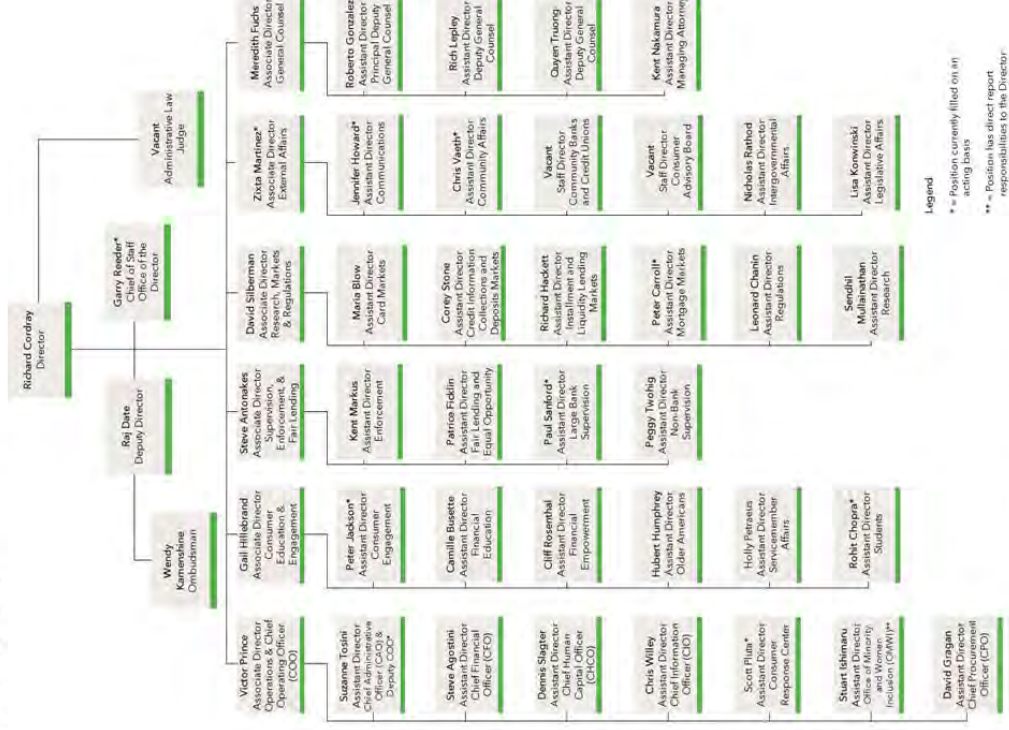 Richard Cordray
Director
Raj Date
Deputy Director
Garry Reeder*
Chief of Staff
Office of the
Director
Wendy
Kamenshine
Ombudsman
Vacant
Administrative Law
Judge
Victor Prince
Associate Director
Operations & Chief
Operating Officer
(COO)
Suzanne Tosini
Assistant Director
Chief Administrative
Officer (CAO) &
Deputy COO*
Steve Agostini
Assistant Director
Chief Financial
Officer (CFO)
Dennis Slagter
Assistant Director
Chief Human
Capital Officer
(CHCO)
Chris Willey
Assistant Director
Chief Information
Officer (CIO)
Scott Pluta*
Assistant Director
Consumer
Response Center
Stuart Ishimaru
Assistant Director
Office of Minority
and Women
Inclusion (OMWI)**
David Gragan
Assistant Director
Chief Procurement
Officer (CPO)
Gail Hillebrand
Associate Director
Consumer
Education &
Engagement
Peter Jackson*
Assistant Director
Consumer
Engagement
Camille Busette
Assistant Director
Financial
Education
Cliff Rosenthal
Assistant Director
Financial
Empowerment
Hubert Humphrey
Assistant Director
Older Americans
Holly Petraeus
Assistant Director
Servicemember
Affairs
Rohit Chopra*
Assistant Director
Students
Steve Antonakes
Associate Director
Supervision,
Enforcement, &
Fair Lending
Kent Markus
Assistant Director
Enforcement
Patrice Ficklin
Assistant Director
Fair Lending and
Equal Opportunity
Paul Sanford*
Assistant Director
Large Bank
Supervision
Peggy Twohig
Assistant Director
Non-Bank
Supervision
David Silberman
Associate Director
Research, Markets
& Regulations
Marla Blow
Assistant Director
Card Markets
Corey Stone
Assistant Director
Credit Information
Collections and
Deposits Markets
Richard Hackett
Assistant Director
Installment and
Liquidity Lending
Markets
Peter Carroll*
Assistant Director
Mortgage Markets
Leonard Chanin
Assistant Director
Regulations
Sendhil
Mullainathan
Assistant Director
Research
Zixta Martinez*
Associate Director
External Affairs
Jennifer Howard*
Assistant Director
Communications
Chris Vaeth*
Assistant Director
Community Affairs
Vacant
Staff Director
Community Banks
and Credit Unions
Vacant
Staff Director
Consumer
Advisory Board
Nicholas Rathod
Assistant Director
Intergovernmental
Affairs
Lisa Konwinski
Assistant Director
Legislative Affairs
Meredith Fuchs
Associate Director
General Counsel
Roberto Gonzalez
Assistant Director
Principal Deputy
General Counsel
Rich Lepley
Assistant Director
Deputy General
Counsel
Quyen Truong
Assistant Director
Deputy General
Counsel
Kent Nakamura
Assistant Director
Managing Attorney
Legend
* = Position currently filled on an
acting basis
** = Position has direct report
responsibilities to the Director